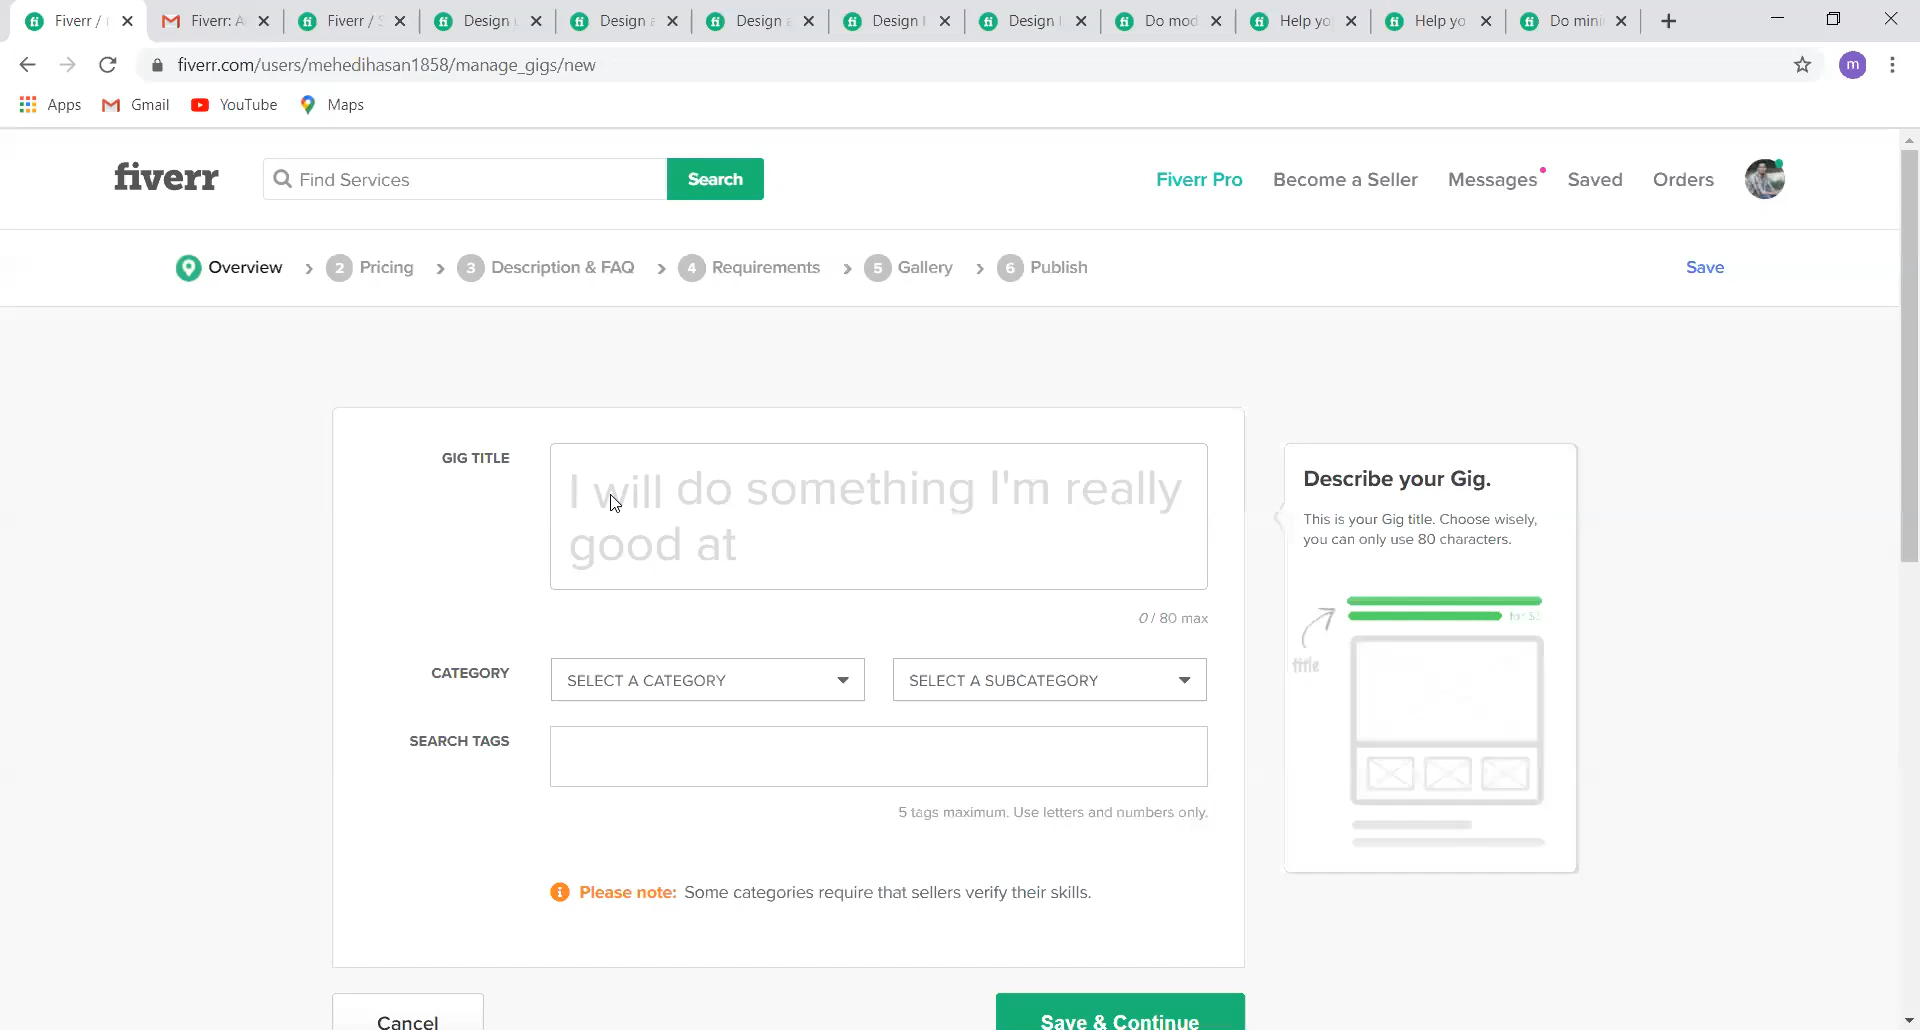 Fiverr /
Fiverr: A
Fiverr / S
Design
Design a
Design a
Design
Design
Do mod
Help yo
Help yo
Do mini
fiverr.com/users/mehedihasan1858/manage_gigs/new
m
Apps
Gmail
YouTube
Maps
fiverr
Find Services
Search
Fiverr Pro
Become a Seller
Messages
Saved
Orders
Overview
2 Pricing
3 Description & FAQ
4 Requirements
5 Gallery
6 Publish
Save
GIG TITLE
I will do something I'm really
good at
0 / 80 max
CATEGORY
SELECT A CATEGORY
SELECT A SUBCATEGORY
SEARCH TAGS
5 tags maximum. Use letters and numbers only.
Please note: Some categories require that sellers verify their skills.
Cancel
Save & Continue
Describe your Gig.
This is your Gig title. Choose wisely,
you can only use 80 characters.
for $5
title